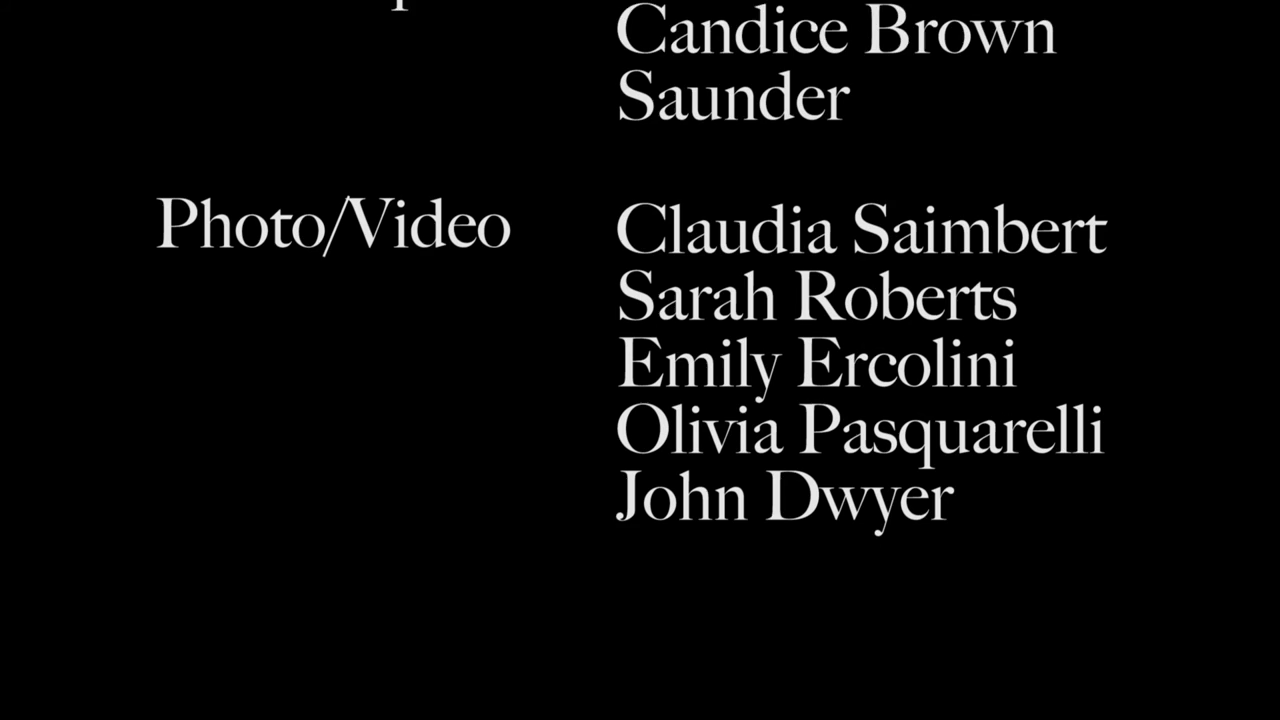 Candice Brown
Saunder
Photo/Video
Claudia Saimbert
Sarah Roberts
Emily Ercolini
Olivia Pasquarelli
John Dwyer